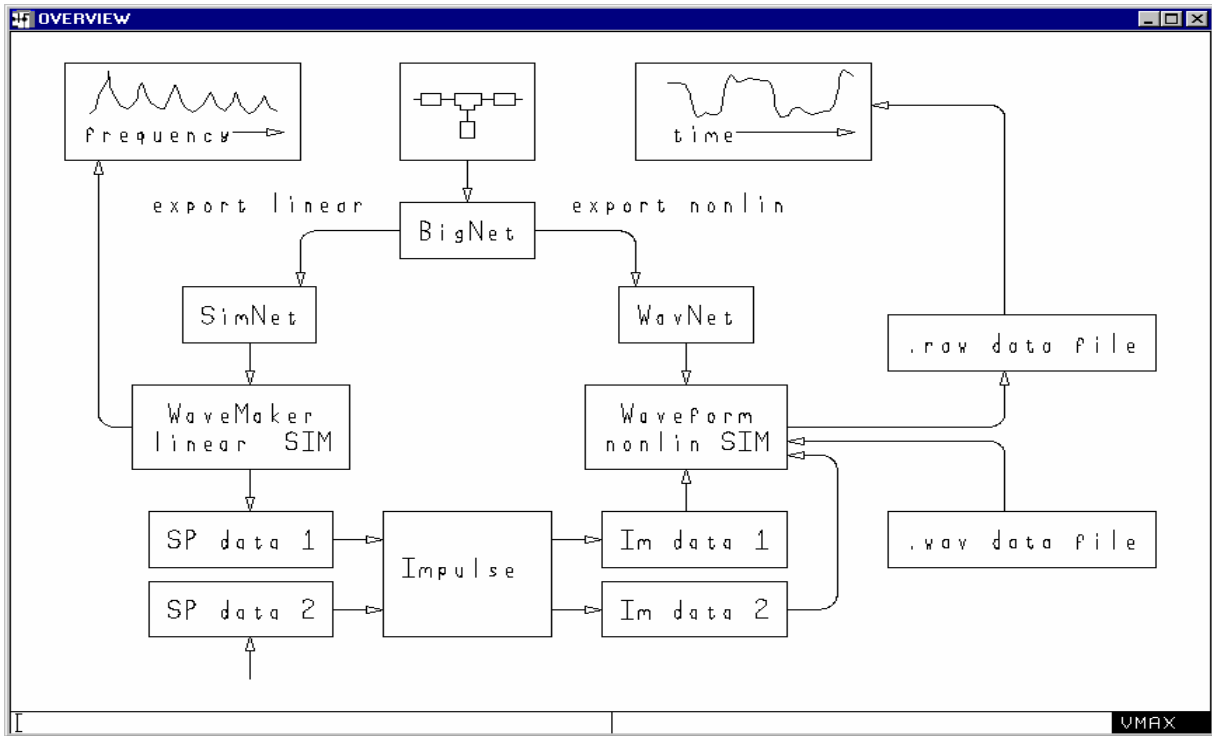 OVERVIEW
frequency
time
export linear
export nonlin
BigNet
SimNet
WavNet
.raw data file
WaveMaker
linear SIM
Waveform
nonlin SIM
SP data 1
Impulse
Im data 1
.wav data file
SP data 2
Im data 2
VMAX